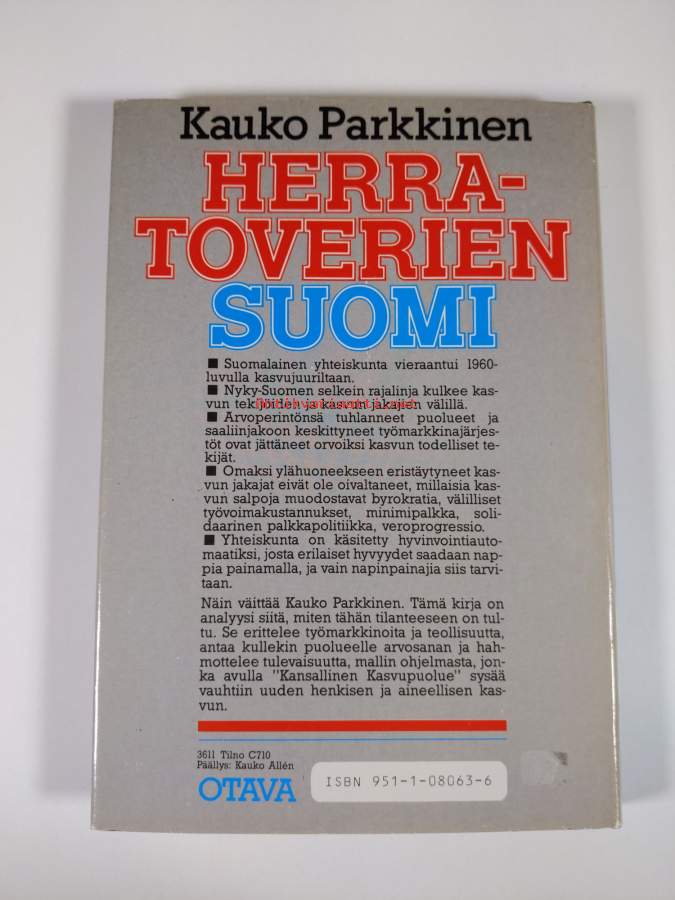 Kauko Parkkinen
HERRA-
TOVERIEN
SUOMI
■ Suomalainen yhteiskunta vieraantui 1960-
luvulla kasvujuuriltaan.
■ Nyky-Suomen selkein rajalinja kulkee kas-
vun tekijöiden ja kasvun jakajien välillä.
■ Arvoperintönsä tuhlanneet puolueet ja
saaliinjakoon keskittyneet työmarkkinajärjes-
töt ovat jättäneet orvoiksi kasvun todelliset te-
kijät.
■ Omaksi ylähuoneekseen eristäytyneet kas-
vun jakajat eivät ole oivaltaneet, millaisia kas-
vun salpoja muodostavat byrokratia, välilliset
työvoimakustannukset, minimipalkka, soli-
daarinen palkkapolitiikka, veroprogressio.
■ Yhteiskunta on käsitetty hyvinvointiauto-
maatiksi, josta erilaiset hyvyydet saadaan nap-
pia painamalla, ja vain napinpainajia siis tarvi-
taan.
Näin väittää Kauko Parkkinen. Tämä kirja on
analyysi siitä, miten tähän tilanteeseen on tul-
tu. Se erittelee työmarkkinoita ja teollisuutta,
antaa kullekin puolueelle arvosanan ja hah-
mottelee tulevaisuutta, mallin ohjelmasta, jon-
ka avulla "Kansallinen Kasvupuolue" sysää
vauhtiin uuden henkisen ja aineellisen kas-
vun.
3611 Tilno C710
Päällys: Kauko Allén
OTAVA
ISBN 951-1-08063-6